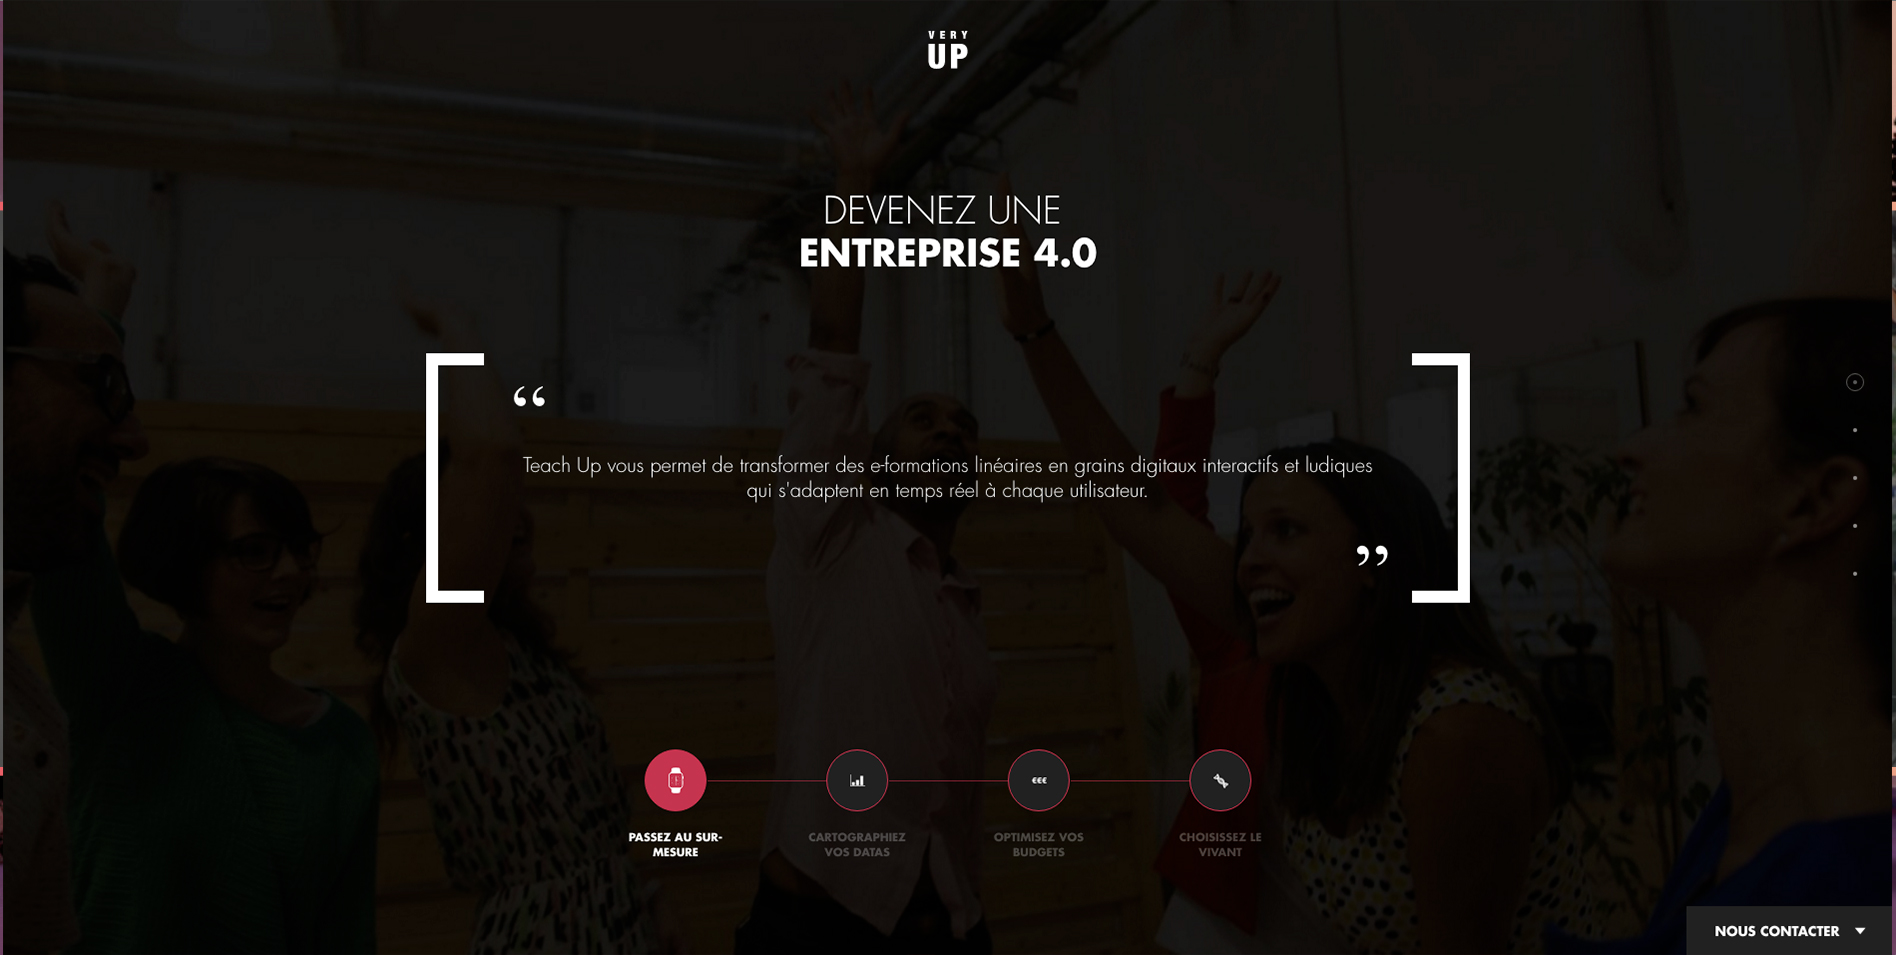 VERY
UP
DEVENEZ UNE
ENTREPRISE 4.0
“
Teach Up vous permet de transformer des e-formations linéaires en grains digitaux interactifs et ludiques
qui s'adaptent en temps réel à chaque utilisateur.
”
€€€
PASSEZ AU SUR-
MESURE
CARTOGRAPHIEZ
VOS DATAS
OPTIMISEZ VOS
BUDGETS
CHOISISSEZ LE
VIVANT
NOUS CONTACTER